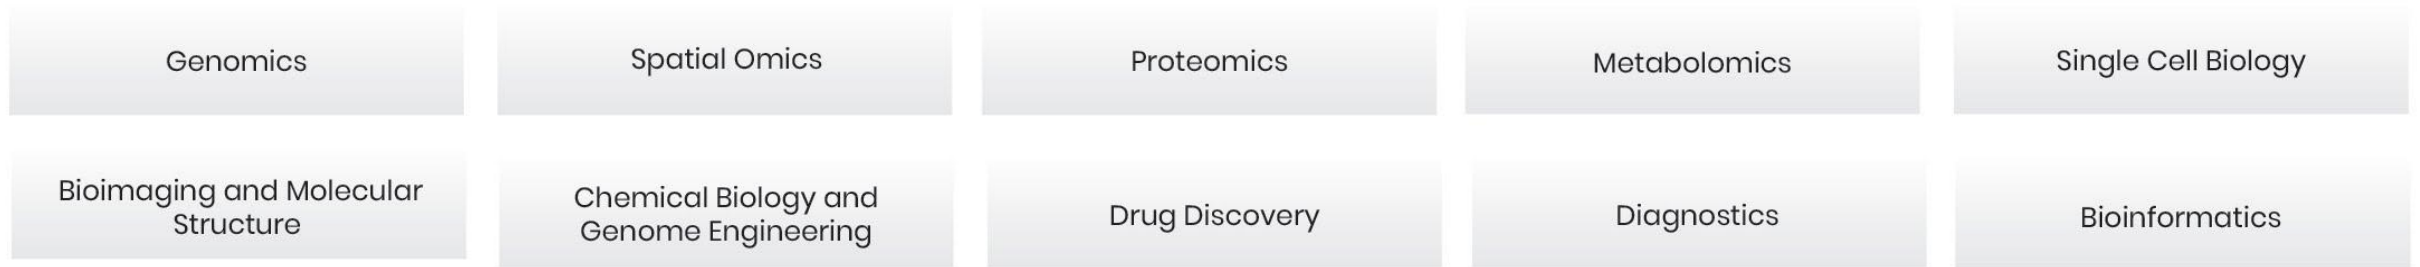 Genomics
Spatial Omics
Proteomics
Metabolomics
Single Cell Biology
Bioimaging and Molecular
Structure
Chemical Biology and
Genome Engineering
Drug Discovery
Diagnostics
Bioinformatics